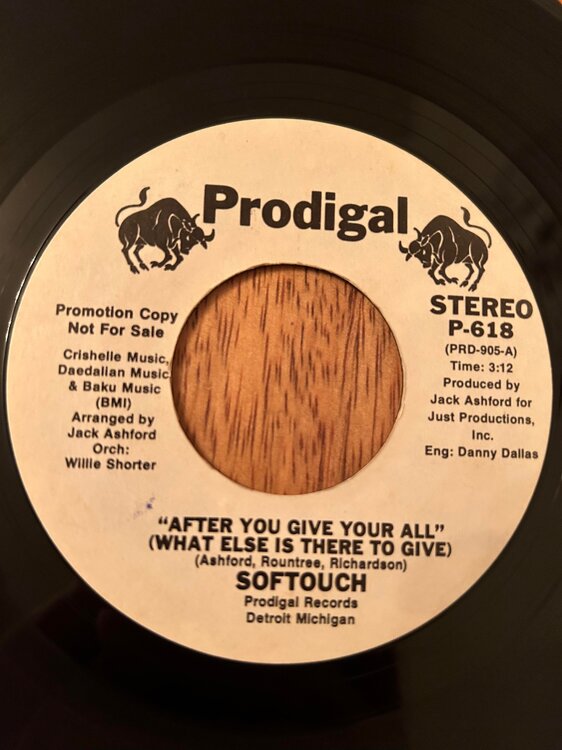 Prodigal
Promotion Copy
Not For Sale
Crishelle Music,
Daedalian Music
& Baku Music
(BMI)
Arranged by
Jack Ashford
Orch:
Willie Shorter
STEREO
P-618
(PRD-905-A)
Time: 3:12
Produced by
Jack Ashford for
Just Productions,
Inc.
Eng: Danny Dallas
“AFTER YOU GIVE YOUR ALL”
(WHAT ELSE IS THERE TO GIVE)
(Ashford, Rountree, Richardson)
SOFTOUCH
Prodigal Records
Detroit Michigan